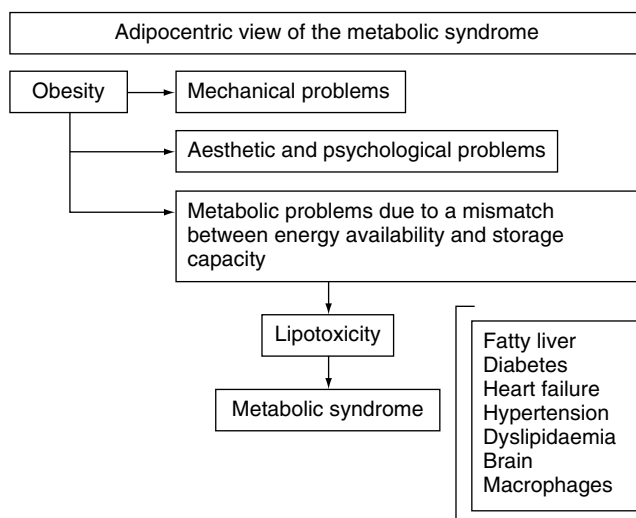 Adipocentric view of the metabolic syndrome
Obesity
Mechanical problems
Aesthetic and psychological problems
Metabolic problems due to a mismatch
between energy availability and storage
capacity
Lipotoxicity
Metabolic syndrome
Fatty liver
Diabetes
Heart failure
Hypertension
Dyslipidaemia
Brain
Macrophages